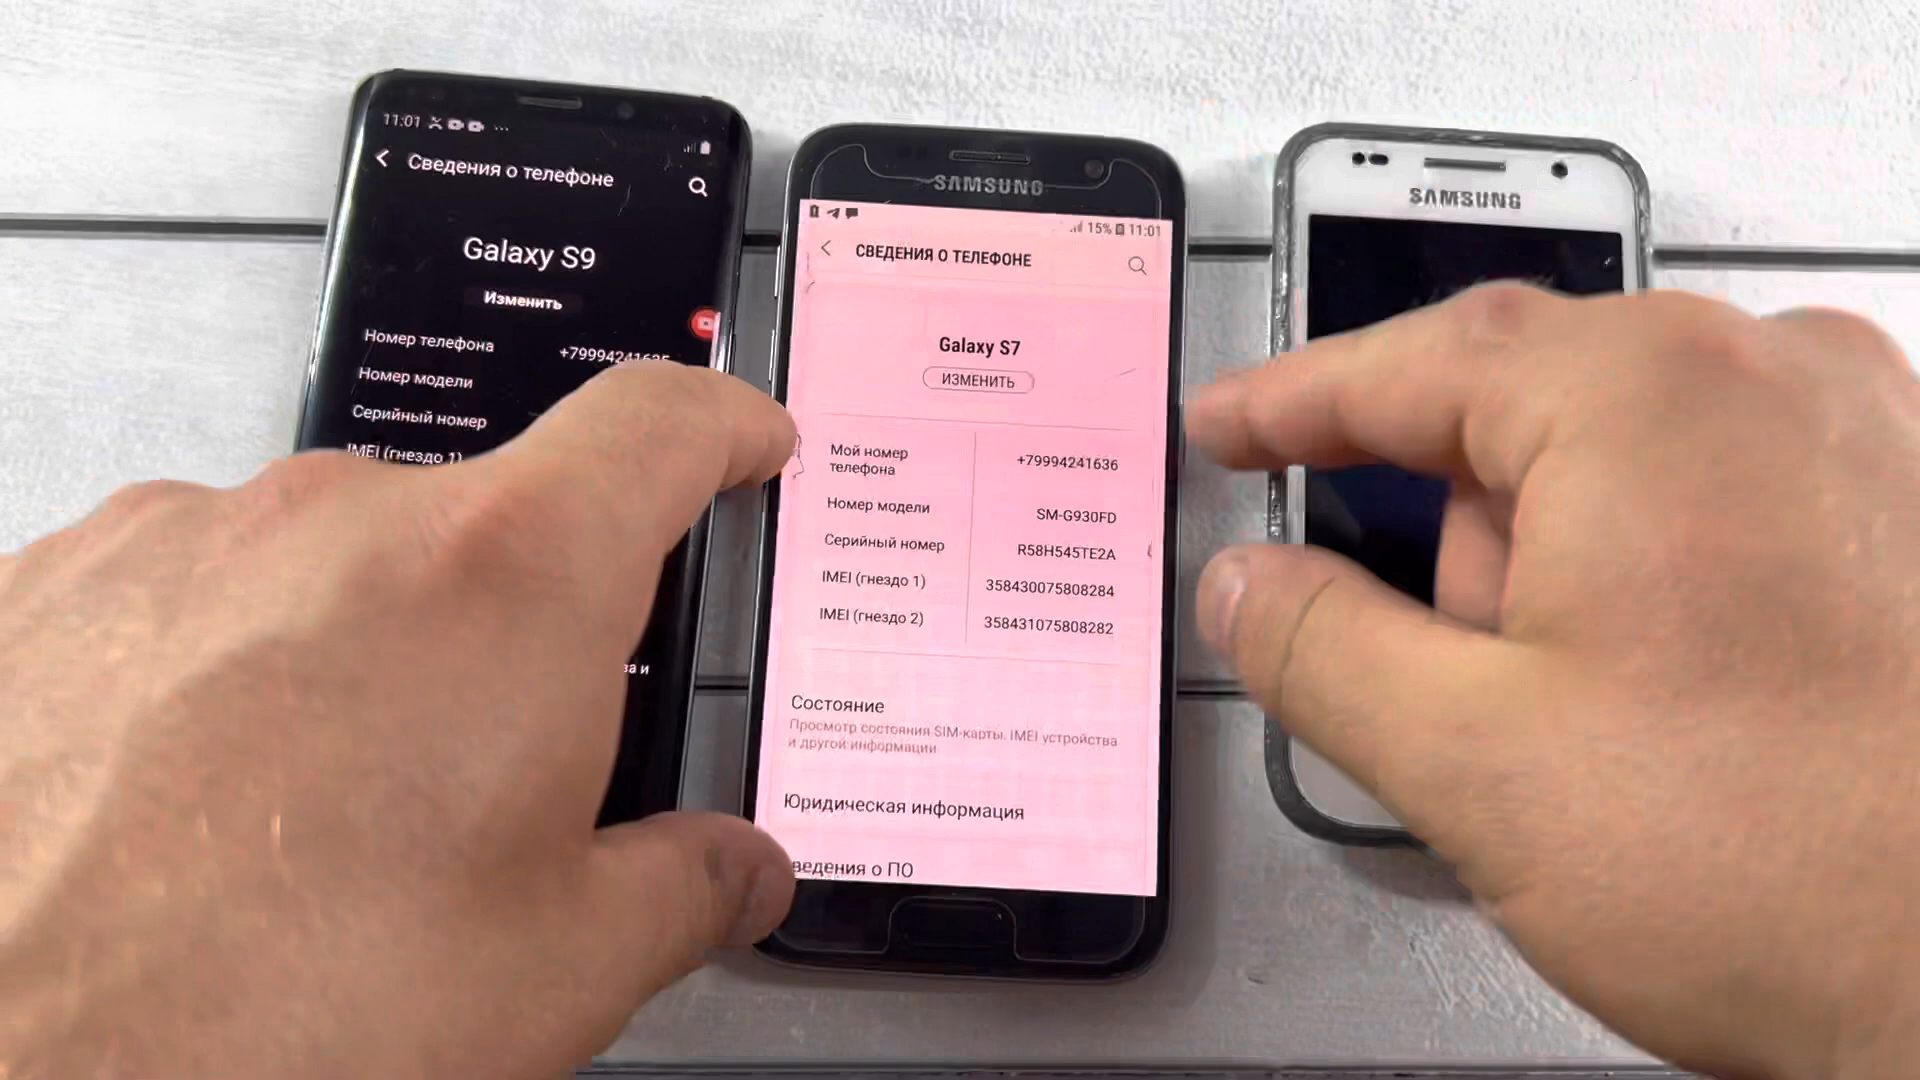 11:01
Сведения о телефоне
Galaxy S9
Изменить
Номер телефона
Номер модели
Серийный номер
IMEI (гнездо 1)
SAMSUNG
15% 11:01
СВЕДЕНИЯ О ТЕЛЕФОНЕ
Galaxy S7
ИЗМЕНИТЬ
Мой номер
телефона
+79994241636
Номер модели
SM-G930FD
Серийный номер
R58H545TE2A
IMEI (гнездо 1)
358430075808284
IMEI (гнездо 2)
358431075808282
Состояние
Просмотр состояния SIM-карты, IMEI устройства
и другой информации
Юридическая информация
ведения о ПО
SAMSUNG